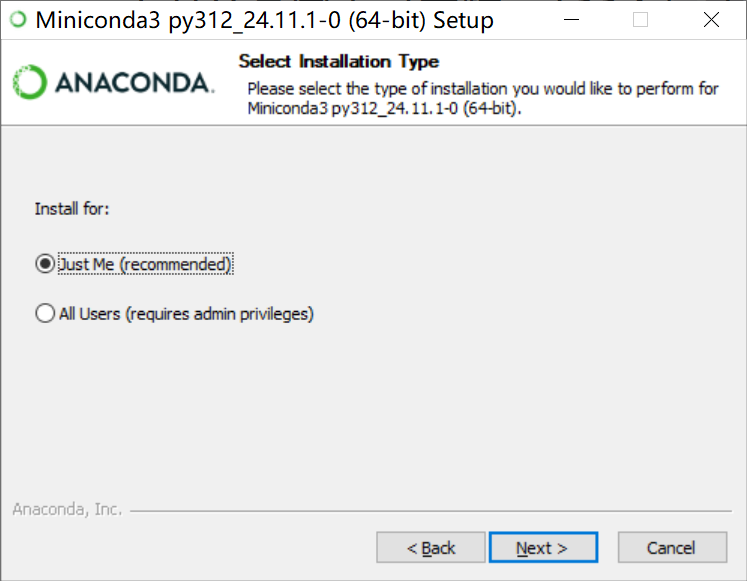 Miniconda3 py312_24.11.1-0 (64-bit) Setup
ANACONDA.
Select Installation Type
Please select the type of installation you would like to perform for
Miniconda3 py312_24.11.1-0 (64-bit).
Install for:
Just Me (recommended)
All Users (requires admin privileges)
Anaconda, Inc.
< Back
Next >
Cancel